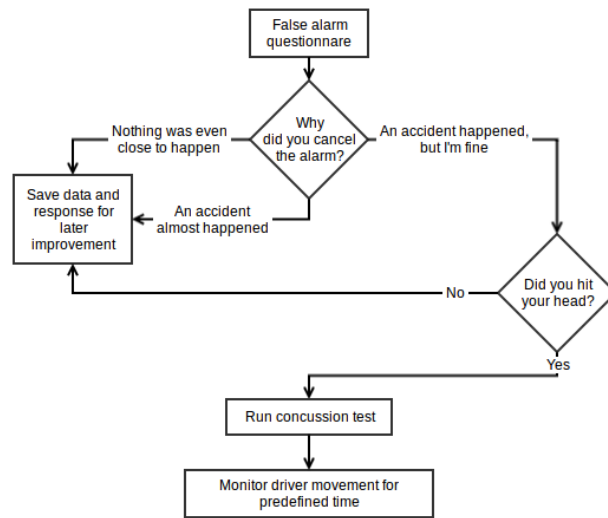 False alarm
questionnare
Why
did you cancel
the alarm?
Nothing was even
close to happen
An accident happened,
but I'm fine
Save data and
response for
later
improvement
An accident
almost happened
Did you hit
your head?
No
Yes
Run concussion test
Monitor driver movement for
predefined time